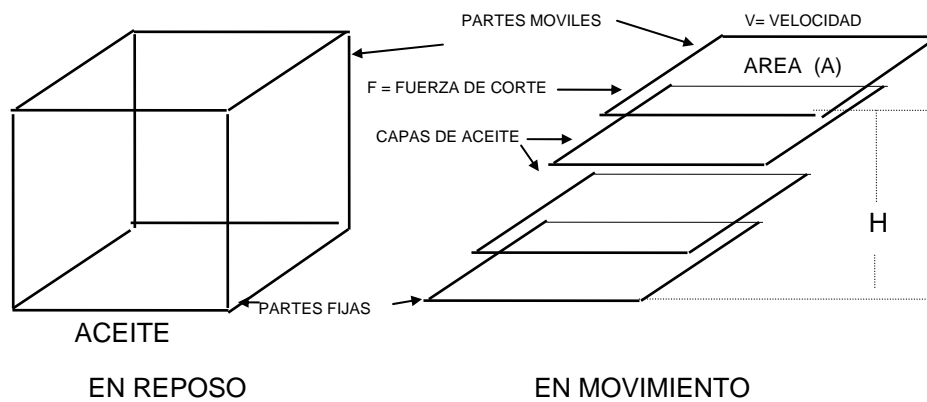 PARTES MOVILES
V= VELOCIDAD
AREA (A)
F = FUERZA DE CORTE
CAPAS DE ACEITE
H
PARTES FIJAS
ACEITE
EN REPOSO
EN MOVIMIENTO